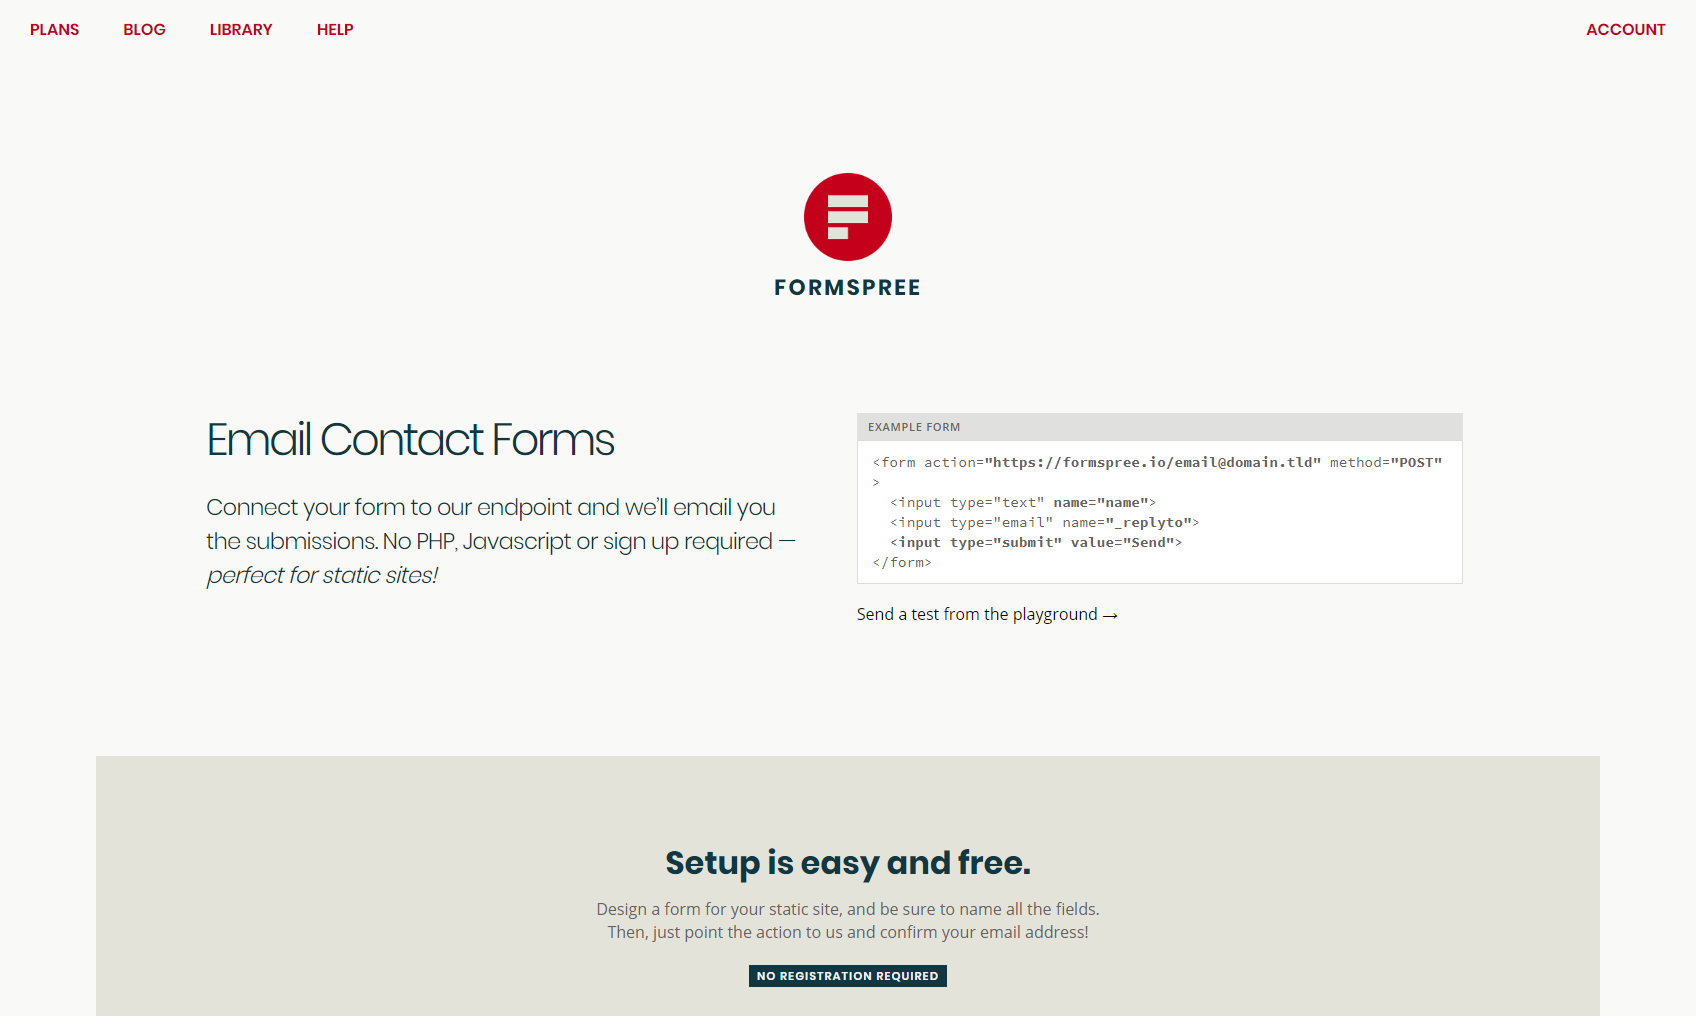 PLANS BLOG LIBRARY HELP ACCOUNT
FORMSPREE
Email Contact Forms
Connect your form to our endpoint and we’ll email you
the submissions. No PHP, Javascript or sign up required —
perfect for static sites!
EXAMPLE FORM
<form action="https://formspree.io/email@domain.tld" method="POST"
>
  <input type="text" name="name">
  <input type="email" name="_replyto">
  <input type="submit" value="Send">
</form>
Send a test from the playground →
Setup is easy and free.
Design a form for your static site, and be sure to name all the fields.
Then, just point the action to us and confirm your email address!
NO REGISTRATION REQUIRED